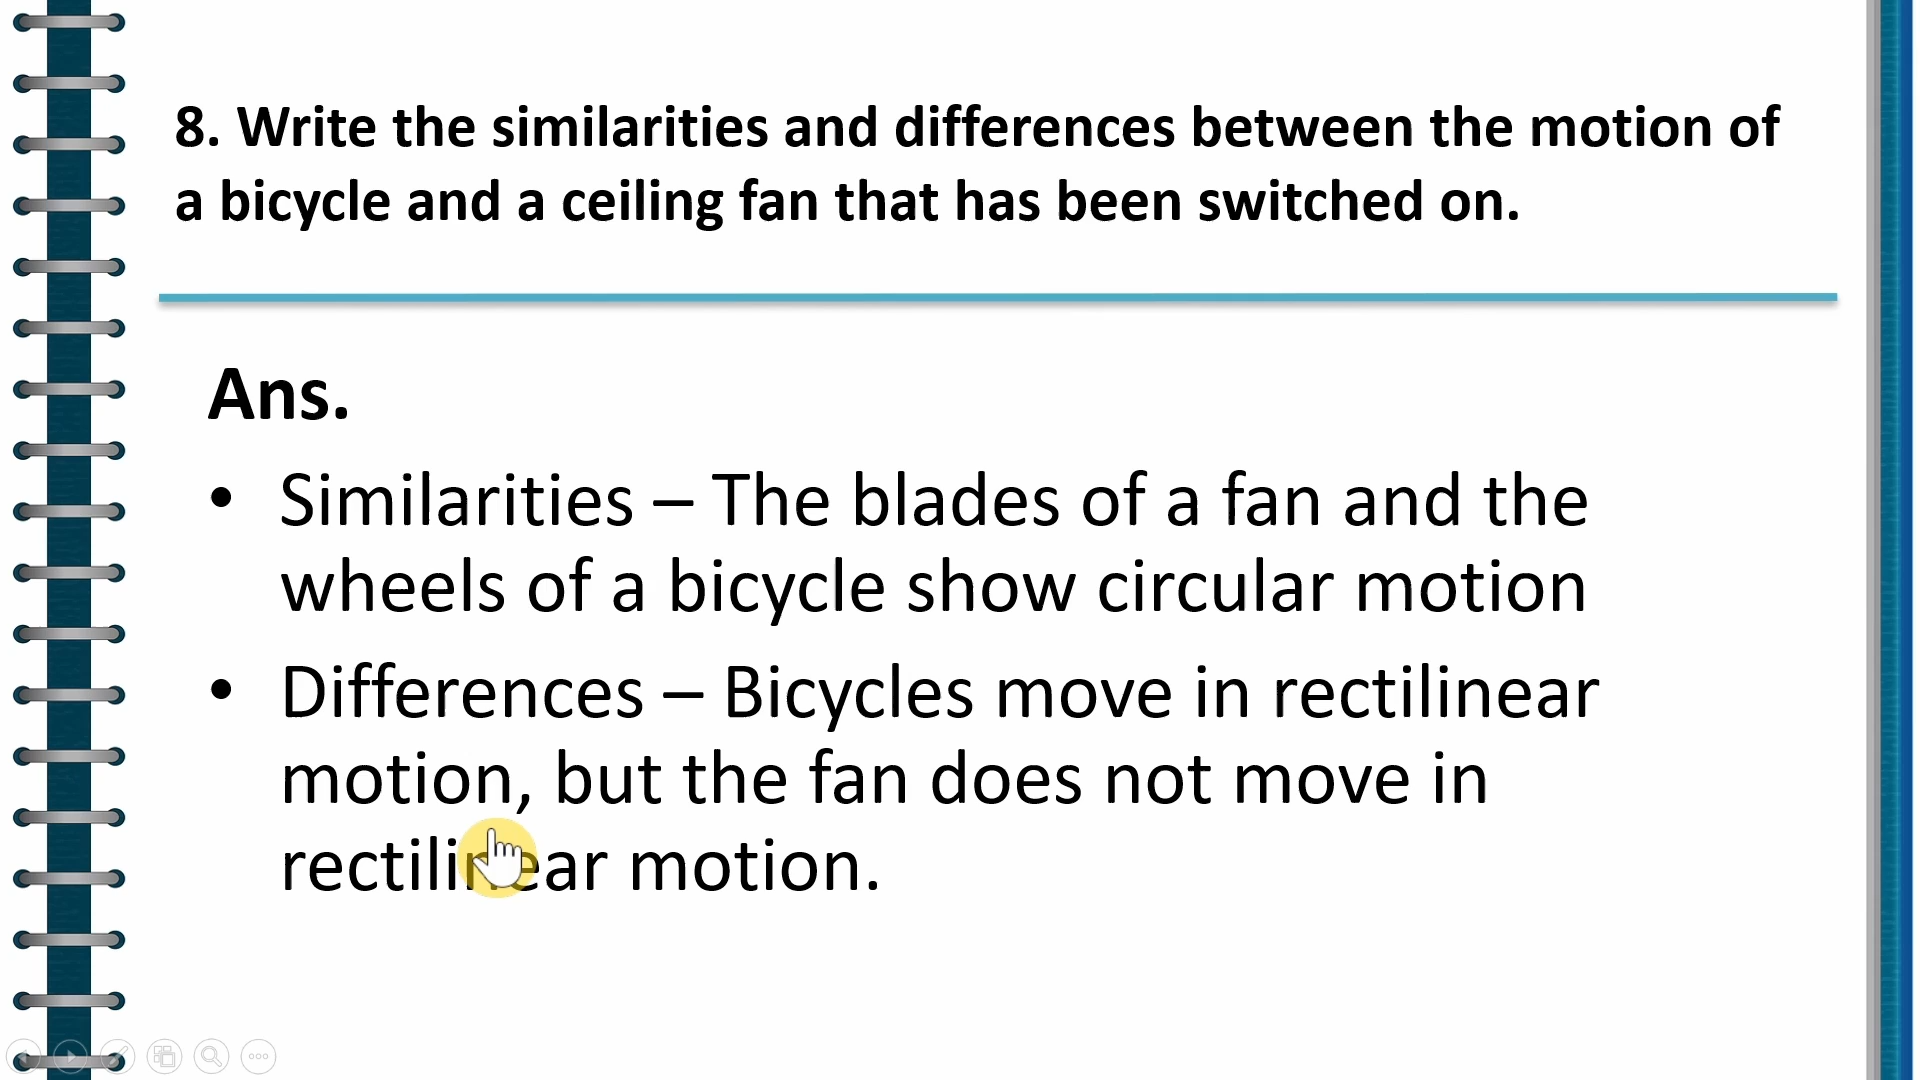 8. Write the similarities and differences between the motion of
a bicycle and a ceiling fan that has been switched on.
Ans.
• Similarities – The blades of a fan and the
wheels of a bicycle show circular motion
• Differences – Bicycles move in rectilinear
motion, but the fan does not move in
rectilinear motion.